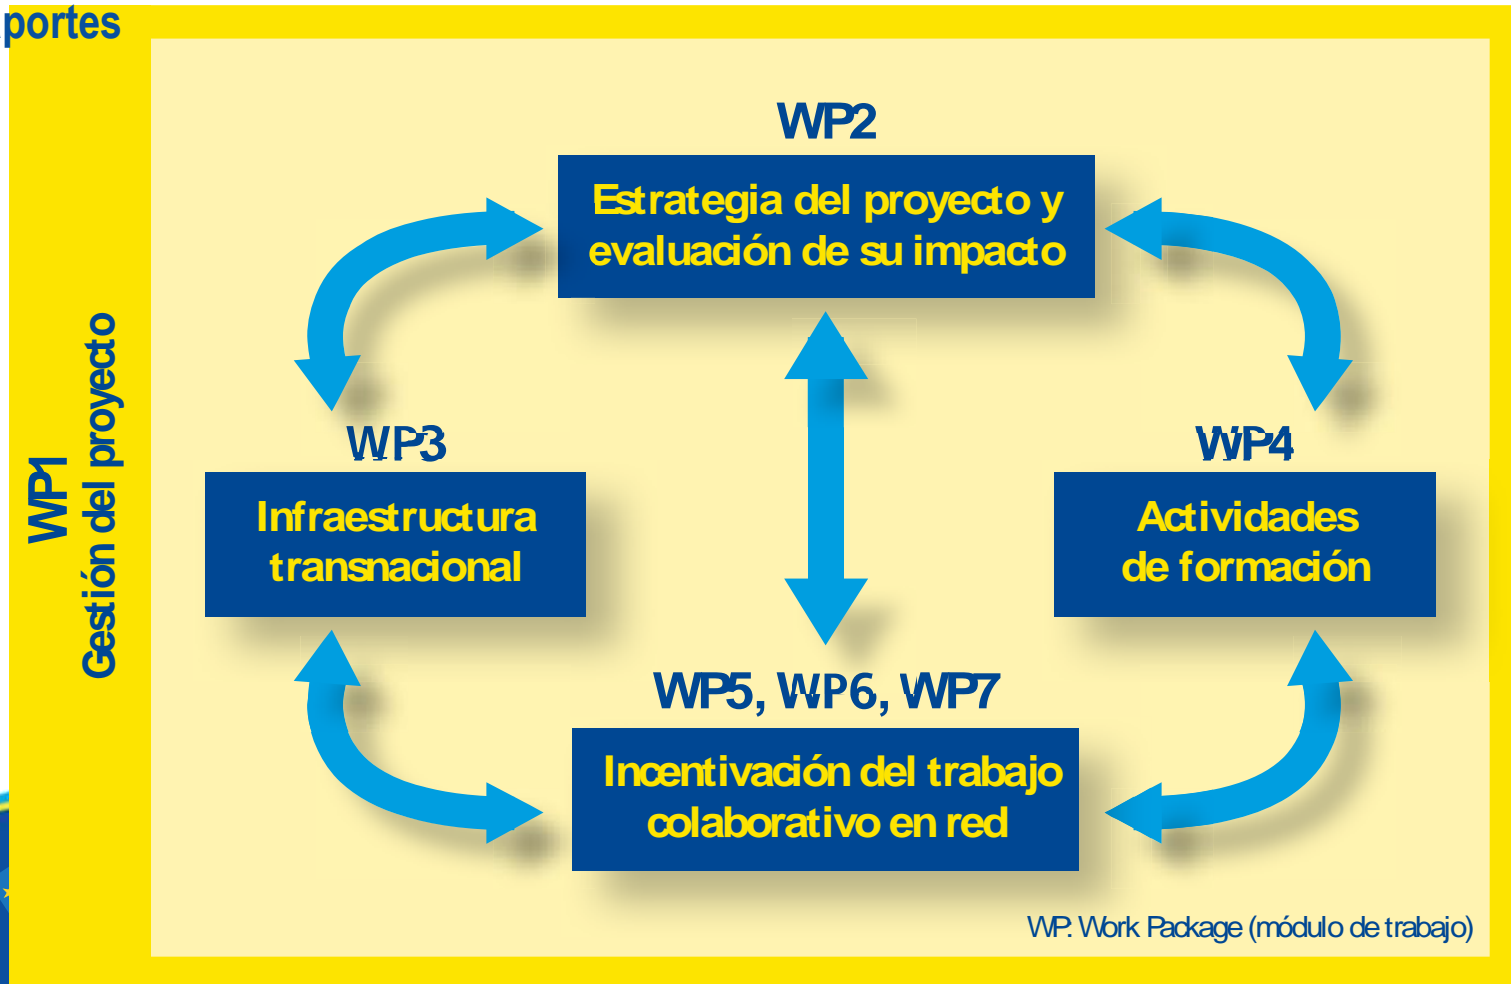 portes
WP2
Estrategia del proyecto y
evaluación de su impacto
WP1
Gestión del proyecto
WP3
Infraestructura
transnacional
WP4
Actividades
de formación
WP5, WP6, WP7
Incentivación del trabajo
colaborativo en red
WP: Work Package (módulo de trabajo)